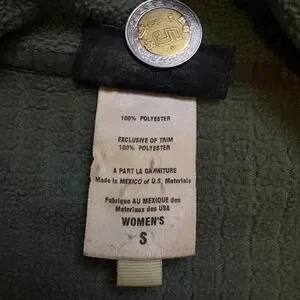 100% POLYESTER
EXCLUSIVE OF TRIM
100% POLYESTER
A PART LA GARNITURE
Made in MEXICO of U.S. Materials
Fabrique AU MEXIQUE des
Materiaux des USA
WOMEN'S
S